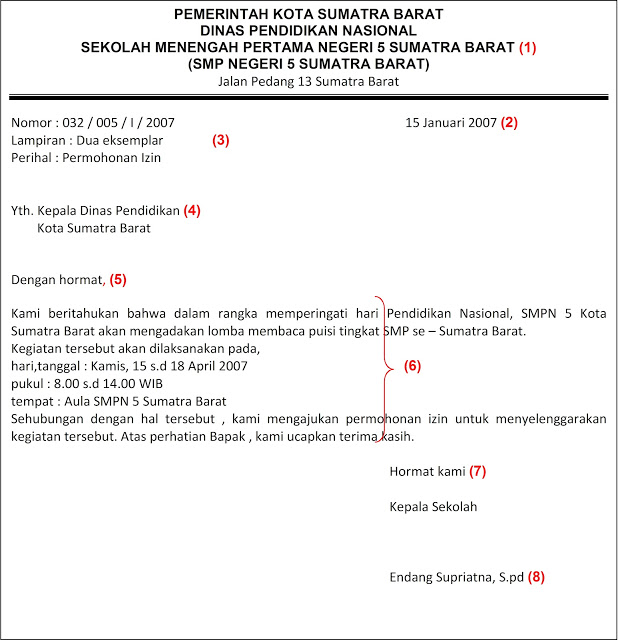 PEMERINTAH KOTA SUMATRA BARAT
DINAS PENDIDIKAN NASIONAL
SEKOLAH MENENGAH PERTAMA NEGERI 5 SUMATRA BARAT (1)
(SMP NEGERI 5 SUMATRA BARAT)
Jalan Pedang 13 Sumatra Barat
Nomor : 032 / 005 / I / 2007 15 Januari 2007 (2)
Lampiran : Dua eksemplar (3)
Perihal : Permohonan Izin
Yth. Kepala Dinas Pendidikan (4)
Kota Sumatra Barat
Dengan hormat, (5)
Kami beritahukan bahwa dalam rangka memperingati hari Pendidikan Nasional, SMPN 5 Kota
Sumatra Barat akan mengadakan lomba membaca puisi tingkat SMP se – Sumatra Barat.
Kegiatan tersebut akan dilaksanakan pada,
hari,tanggal : Kamis, 15 s.d 18 April 2007 (6)
pukul : 8.00 s.d 14.00 WIB
tempat : Aula SMPN 5 Sumatra Barat
Sehubungan dengan hal tersebut , kami mengajukan permohonan izin untuk menyelenggarakan
kegiatan tersebut. Atas perhatian Bapak , kami ucapkan terima kasih.
Hormat kami (7)
Kepala Sekolah
Endang Supriatna, S.pd (8)